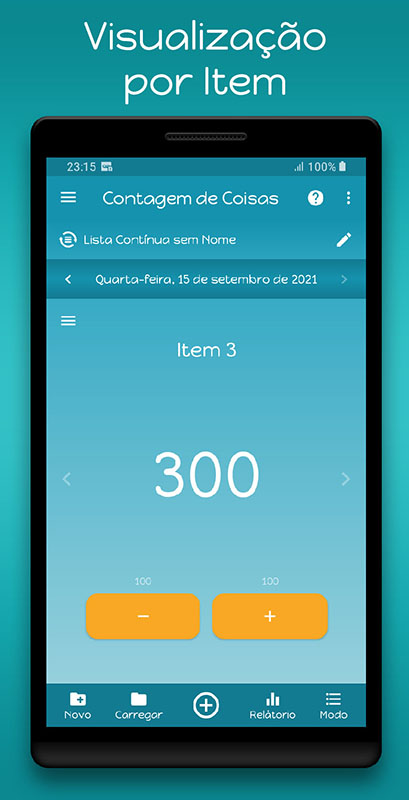 Visualização
por Item
23:15 100%
Contagem de Coisas
Lista Contínua sem Nome
Quarta-feira, 15 de setembro de 2021
Item 3
300
100 100
− +
Novo Carregar Relàtorio Modo